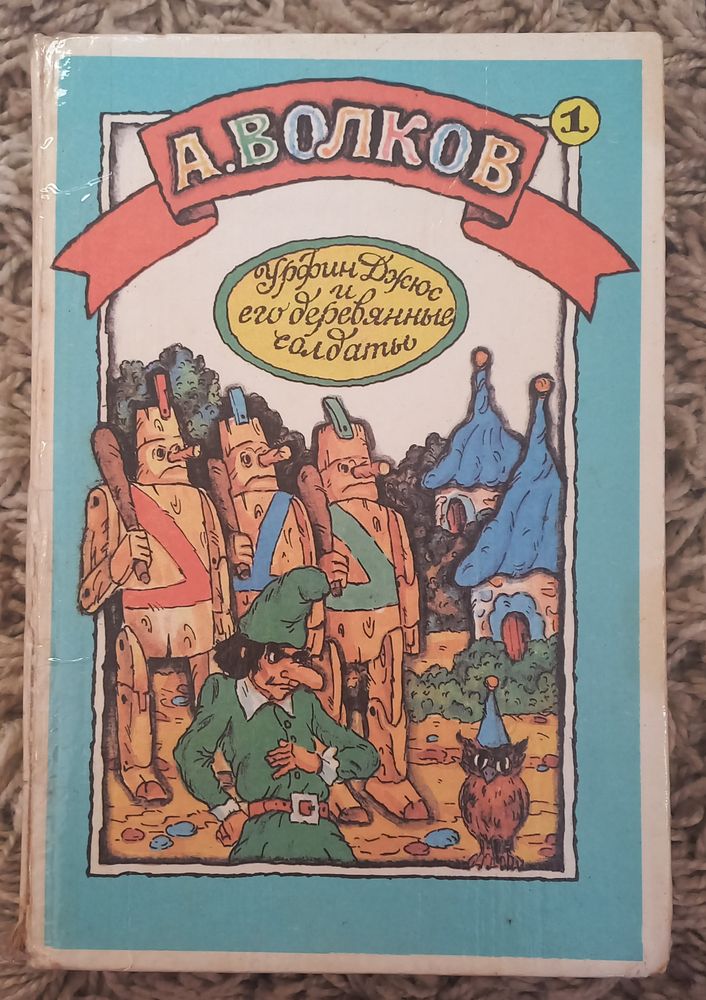 А. ВОЛКОВ
1
Урфин Джюс
и
его деревянные
солдаты